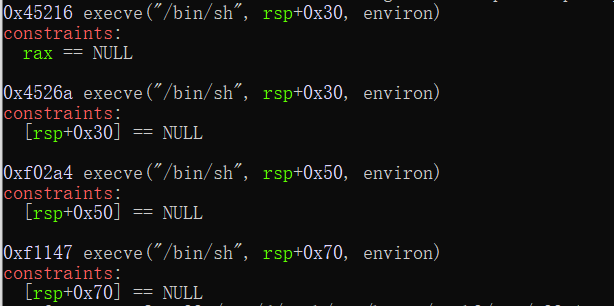 0x45216 execve("/bin/sh", rsp+0x30, environ)
constraints:
  rax == NULL

0x4526a execve("/bin/sh", rsp+0x30, environ)
constraints:
  [rsp+0x30] == NULL

0xf02a4 execve("/bin/sh", rsp+0x50, environ)
constraints:
  [rsp+0x50] == NULL

0xf1147 execve("/bin/sh", rsp+0x70, environ)
constraints:
  [rsp+0x70] == NULL